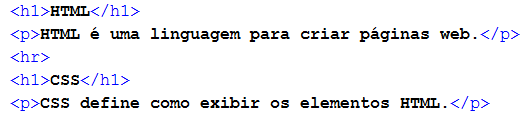 <h1>HTML</h1>
<p>HTML é uma linguagem para criar páginas web.</p>
<hr>
<h1>CSS</h1>
<p>CSS define como exibir os elementos HTML.</p>